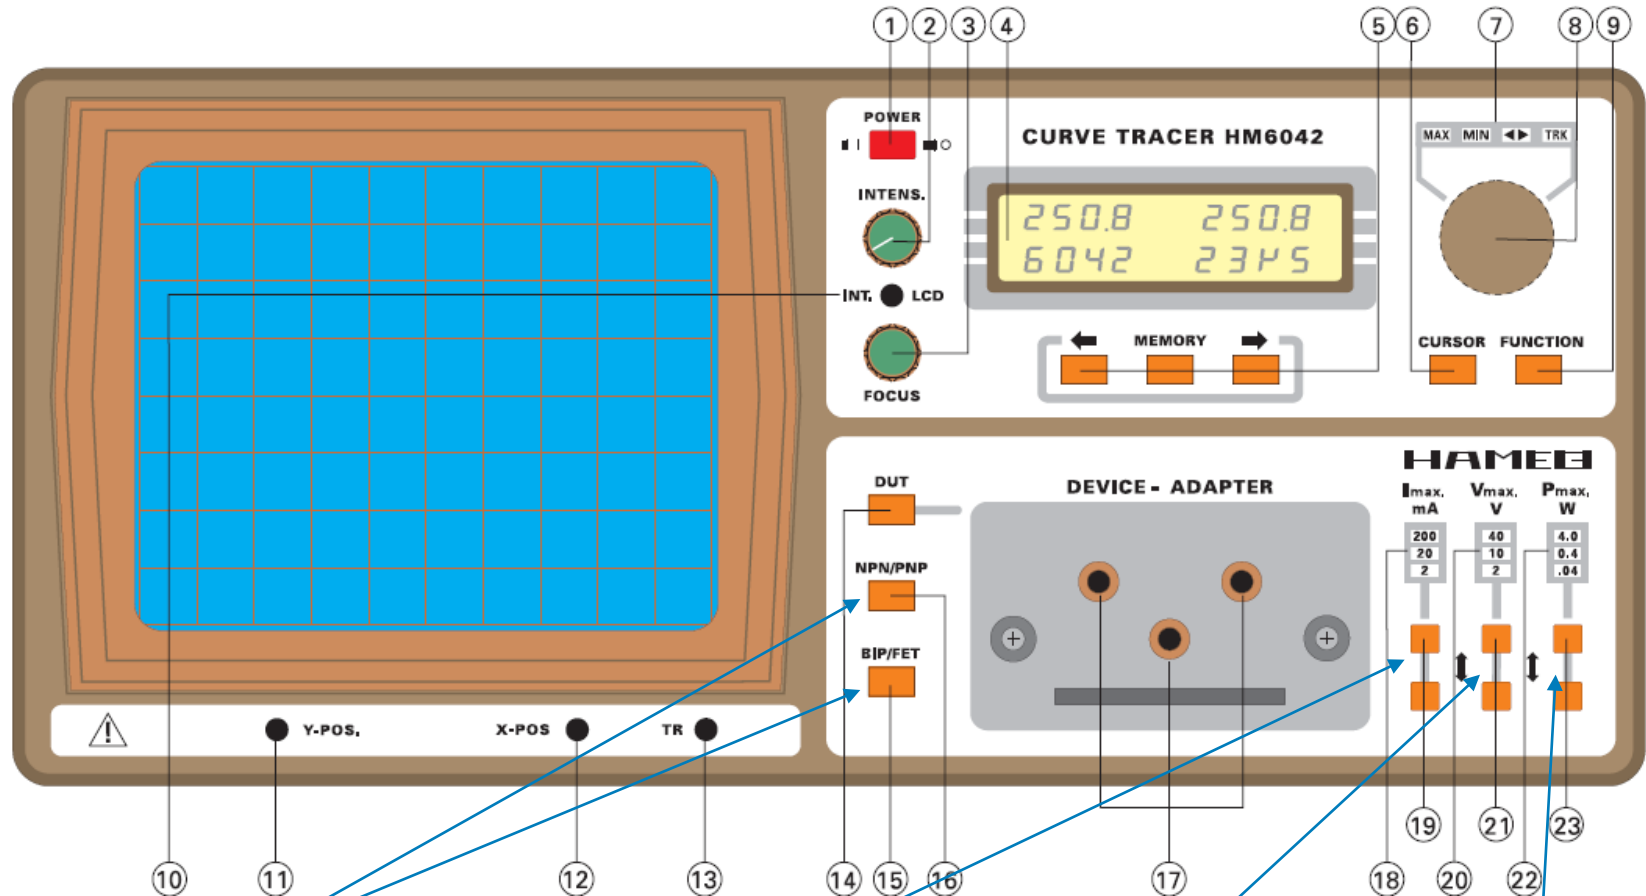 1 2 3 4 5 6 7 8 9
POWER
CURVE TRACER HM6042
MAX MIN ◀▶ TRK
INTENS.
250.8 250.8
6042 23µS
INT. LCD
FOCUS
← MEMORY →
CURSOR FUNCTION
HAMEG
DUT
DEVICE - ADAPTER
Imax. mA
Vmax. V
Pmax. W
200 40 4.0
20 10 0.4
2 2 .04
NPN/PNP
BIP/FET
Y-POS. X-POS TR
19 21 23
10 11 12 13 14 15 16 17 18 20 22